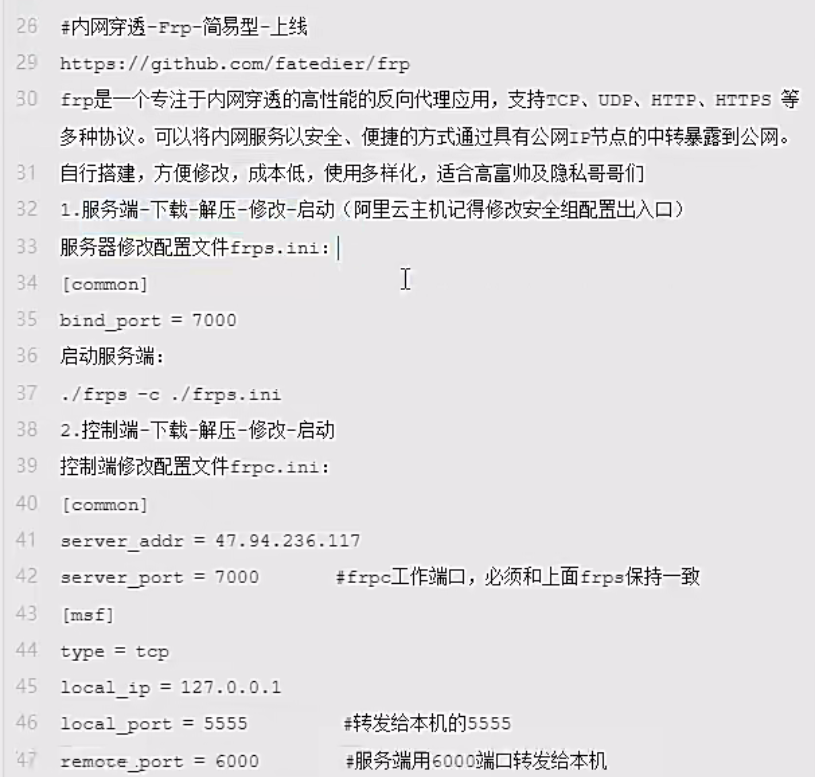 28 #内网穿透-Frp-简易型-上线
29 https://github.com/fatedier/frp
30 frp是一个专注于内网穿透的高性能的反向代理应用，支持TCP、UDP、HTTP、HTTPS 等
多种协议。可以将内网服务以安全、便捷的方式通过具有公网IP节点的中转暴露到公网。
31 自行搭建，方便修改，成本低，使用多样化，适合高富帅及隐私哥哥们
32 1.服务端-下载-解压-修改-启动（阿里云主机记得修改安全组配置出入口）
33 服务器修改配置文件frps.ini:
34 [common]
35 bind_port = 7000
36 启动服务端:
37 ./frps -c ./frps.ini
38 2.控制端-下载-解压-修改-启动
39 控制端修改配置文件frpc.ini:
40 [common]
41 server_addr = 47.94.236.117
42 server_port = 7000 #frpc工作端口，必须和上面frps保持一致
43 [msf]
44 type = tcp
45 local_ip = 127.0.0.1
46 local_port = 5555 #转发给本机的5555
47 remote_port = 6000 #服务端用6000端口转发给本机